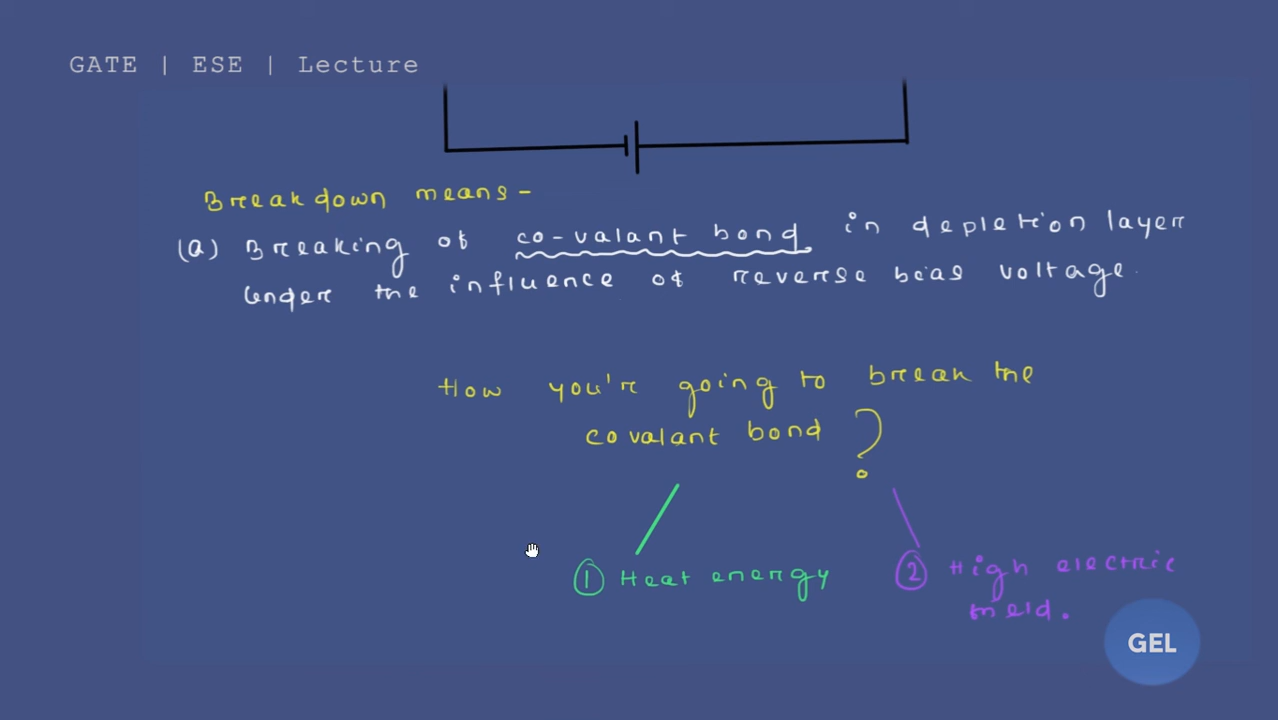 GATE | ESE | Lecture
Breakdown means -
(a) Breaking of co-valant bond in depletion layer
under the influence of reverse bias voltage.
How you're going to break the
covalant bond ?
① Heat energy
② High electric
field.
GEL